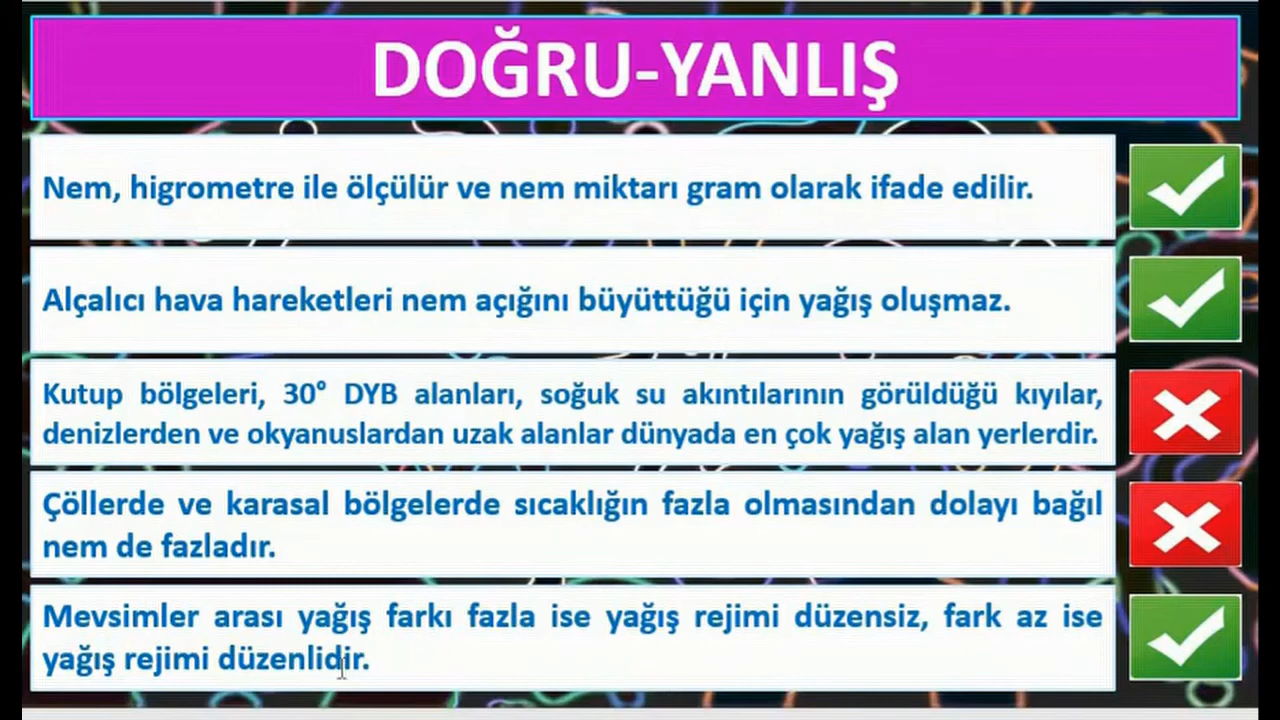 DOĞRU-YANLIŞ
Nem, higrometre ile ölçülür ve nem miktarı gram olarak ifade edilir.
Alçalıcı hava hareketleri nem açığını büyüttüğü için yağış oluşmaz.
Kutup bölgeleri, 30° DYB alanları, soğuk su akıntılarının görüldüğü kıyılar,
denizlerden ve okyanuslardan uzak alanlar dünyada en çok yağış alan yerlerdir.
Çöllerde ve karasal bölgelerde sıcaklığın fazla olmasından dolayı bağıl
nem de fazladır.
Mevsimler arası yağış farkı fazla ise yağış rejimi düzensiz, fark az ise
yağış rejimi düzenlidir.